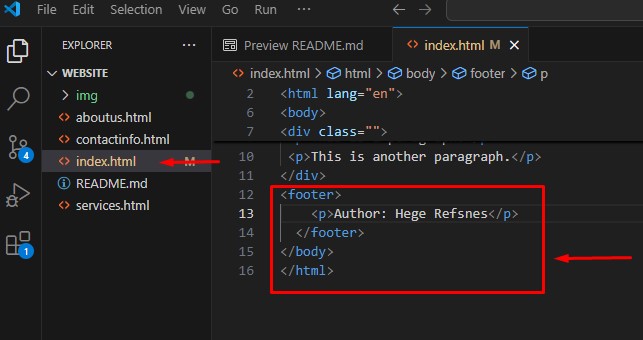 File Edit Selection View Go Run ···
EXPLORER ···
WEBSITE
img
aboutus.html
contactinfo.html
index.html M
README.md
services.html
4
1
Preview README.md
index.html M
index.html > html > body > footer > p
2 <html lang="en">
6 <body>
7 <div class="">
10 <p>This is another paragraph.</p>
11 </div>
12 <footer>
13 <p>Author: Hege Refsnes</p>
14 </footer>
15 </body>
16 </html>